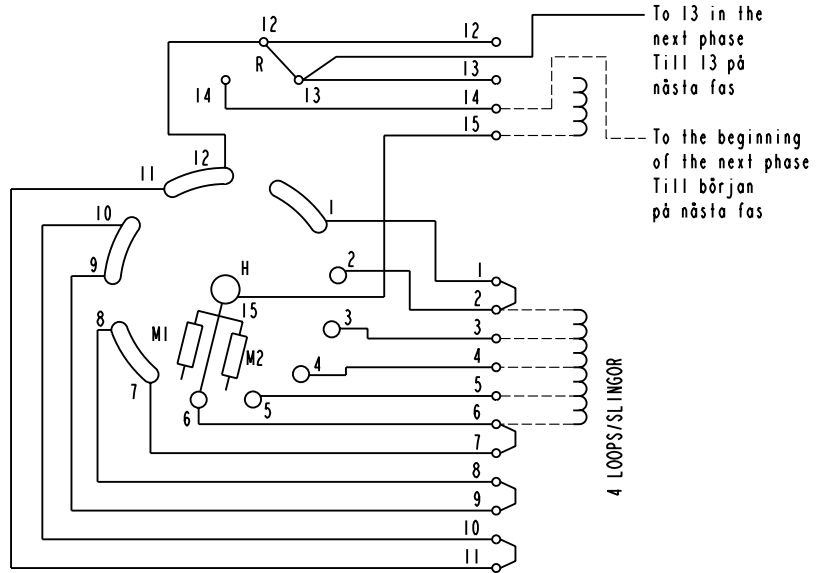 12
12
To 13 in the
next phase
Till 13 på
nästa fas
R
13
14
13
14
15
To the beginning
of the next phase
Till början
på nästa fas
12
11
10
1
9
2
H
1
2
15
8
M1
3
3
M2
4
4
7
5
6
5
6
7
8
9
10
11
4 LOOPS/SLINGOR